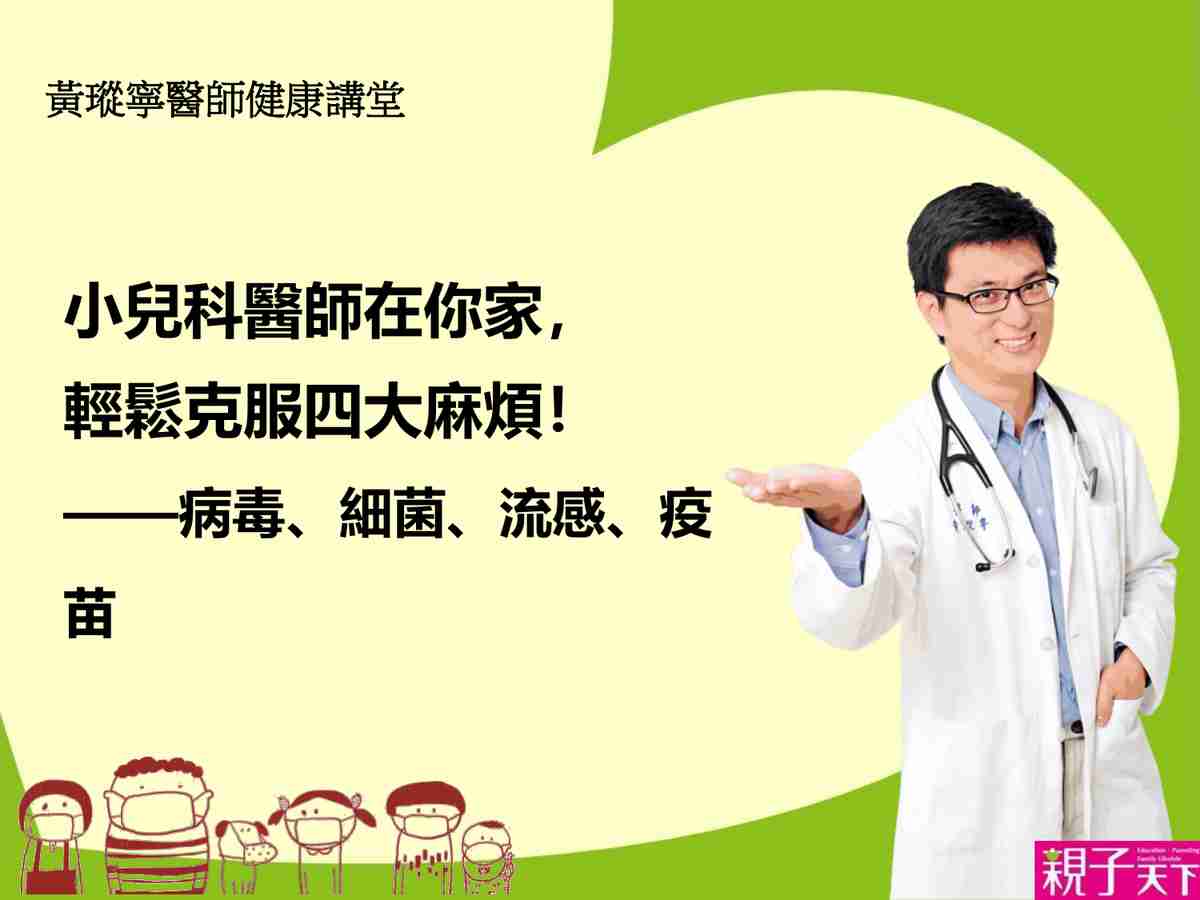 黃瑽寧醫師健康講堂
小兒科醫師在你家，
輕鬆克服四大麻煩！
——病毒、細菌、流感、疫
苗
Education．Parenting
Family Lifestyle
親子天下